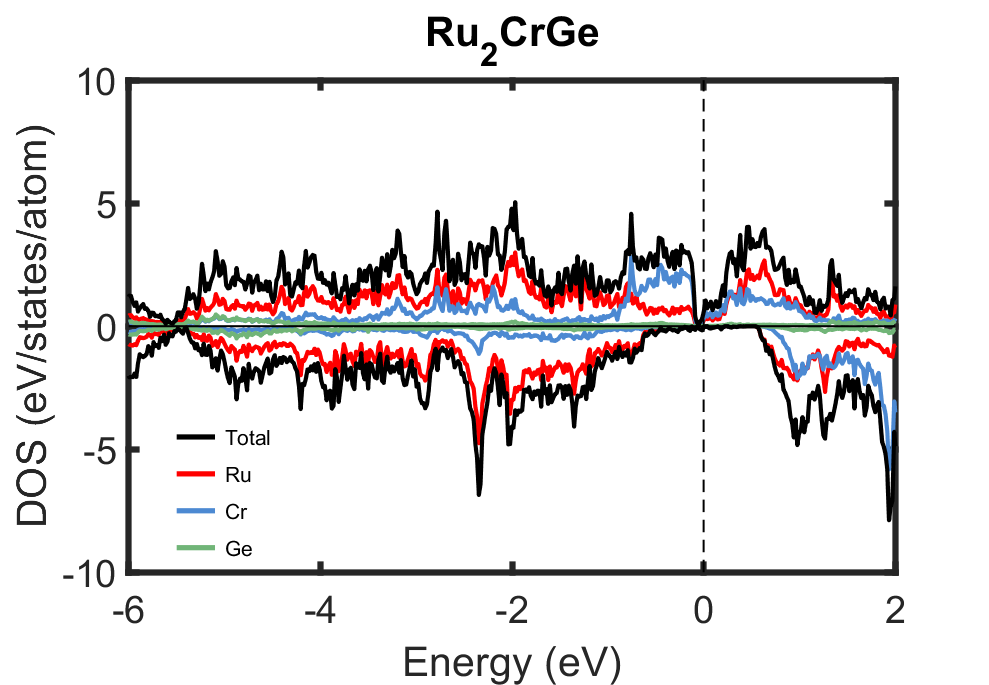 Ru₂CrGe
DOS (eV/states/atom)
10
5
0
-5
-10
Total
Ru
Cr
Ge
-6
-4
-2
0
2
Energy (eV)